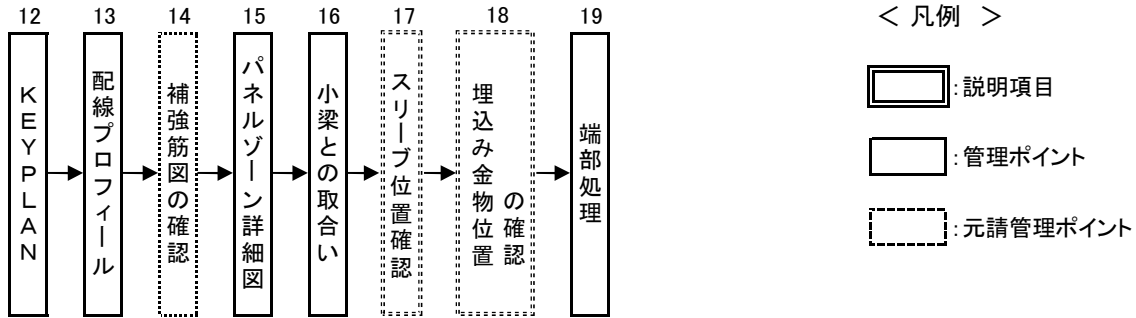 12 13 14 15 16 17 18 19
KEYPLAN
配線プロフィール
補強筋図の確認
パネルゾーン詳細図
小梁との取合い
スリーブ位置確認
埋込み金物位置
の確認
端部処理
＜ 凡例 ＞
：説明項目
：管理ポイント
：元請管理ポイント